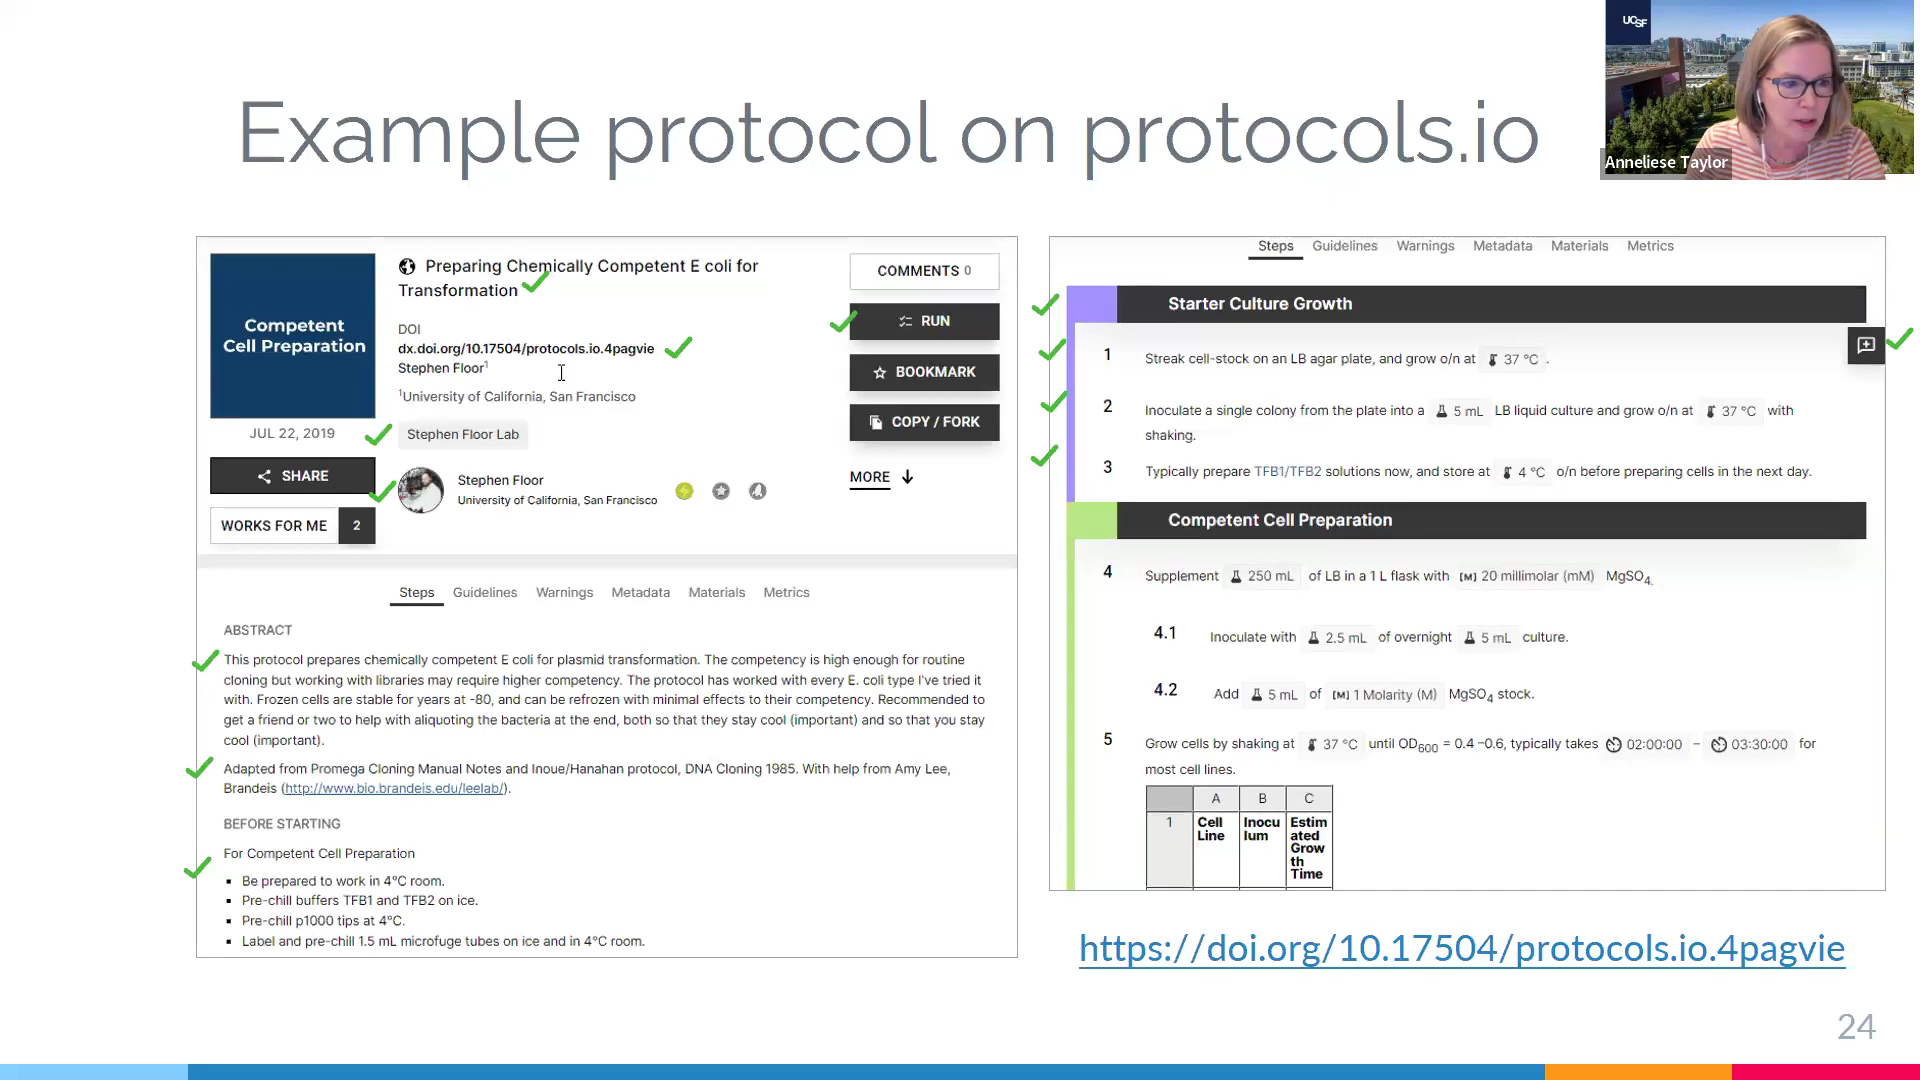 Example protocol on protocols.io
UCSF
Anneliese Taylor
Competent
Cell Preparation
JUL 22, 2019
SHARE
WORKS FOR ME 2
Preparing Chemically Competent E coli for
Transformation
DOI
dx.doi.org/10.17504/protocols.io.4pagvie
Stephen Floor1
1University of California, San Francisco
Stephen Floor Lab
Stephen Floor
University of California, San Francisco
COMMENTS 0
RUN
BOOKMARK
COPY / FORK
MORE
Steps Guidelines Warnings Metadata Materials Metrics
ABSTRACT
This protocol prepares chemically competent E coli for plasmid transformation. The competency is high enough for routine
cloning but working with libraries may require higher competency. The protocol has worked with every E. coli type I've tried it
with. Frozen cells are stable for years at -80, and can be refrozen with minimal effects to their competency. Recommended to
get a friend or two to help with aliquoting the bacteria at the end, both so that they stay cool (important) and so that you stay
cool (important).
Adapted from Promega Cloning Manual Notes and Inoue/Hanahan protocol, DNA Cloning 1985. With help from Amy Lee,
Brandeis (http://www.bio.brandeis.edu/leelab/).
BEFORE STARTING
For Competent Cell Preparation
▪ Be prepared to work in 4°C room.
▪ Pre-chill buffers TFB1 and TFB2 on ice.
▪ Pre-chill p1000 tips at 4°C.
▪ Label and pre-chill 1.5 mL microfuge tubes on ice and in 4°C room.
Steps Guidelines Warnings Metadata Materials Metrics
Starter Culture Growth
1 Streak cell-stock on an LB agar plate, and grow o/n at 37 °C .
2 Inoculate a single colony from the plate into a 5 mL LB liquid culture and grow o/n at 37 °C with
shaking.
3 Typically prepare TFB1/TFB2 solutions now, and store at 4 °C o/n before preparing cells in the next day.
Competent Cell Preparation
4 Supplement 250 mL of LB in a 1 L flask with [M] 20 millimolar (mM) MgSO4.
4.1 Inoculate with 2.5 mL of overnight 5 mL culture.
4.2 Add 5 mL of [M] 1 Molarity (M) MgSO4 stock.
5 Grow cells by shaking at 37 °C until OD600 = 0.4 –0.6, typically takes 02:00:00 – 03:30:00 for
most cell lines.
A B C
1 Cell Inocu Estim
Line lum ated
Grow
th
Time
https://doi.org/10.17504/protocols.io.4pagvie
24